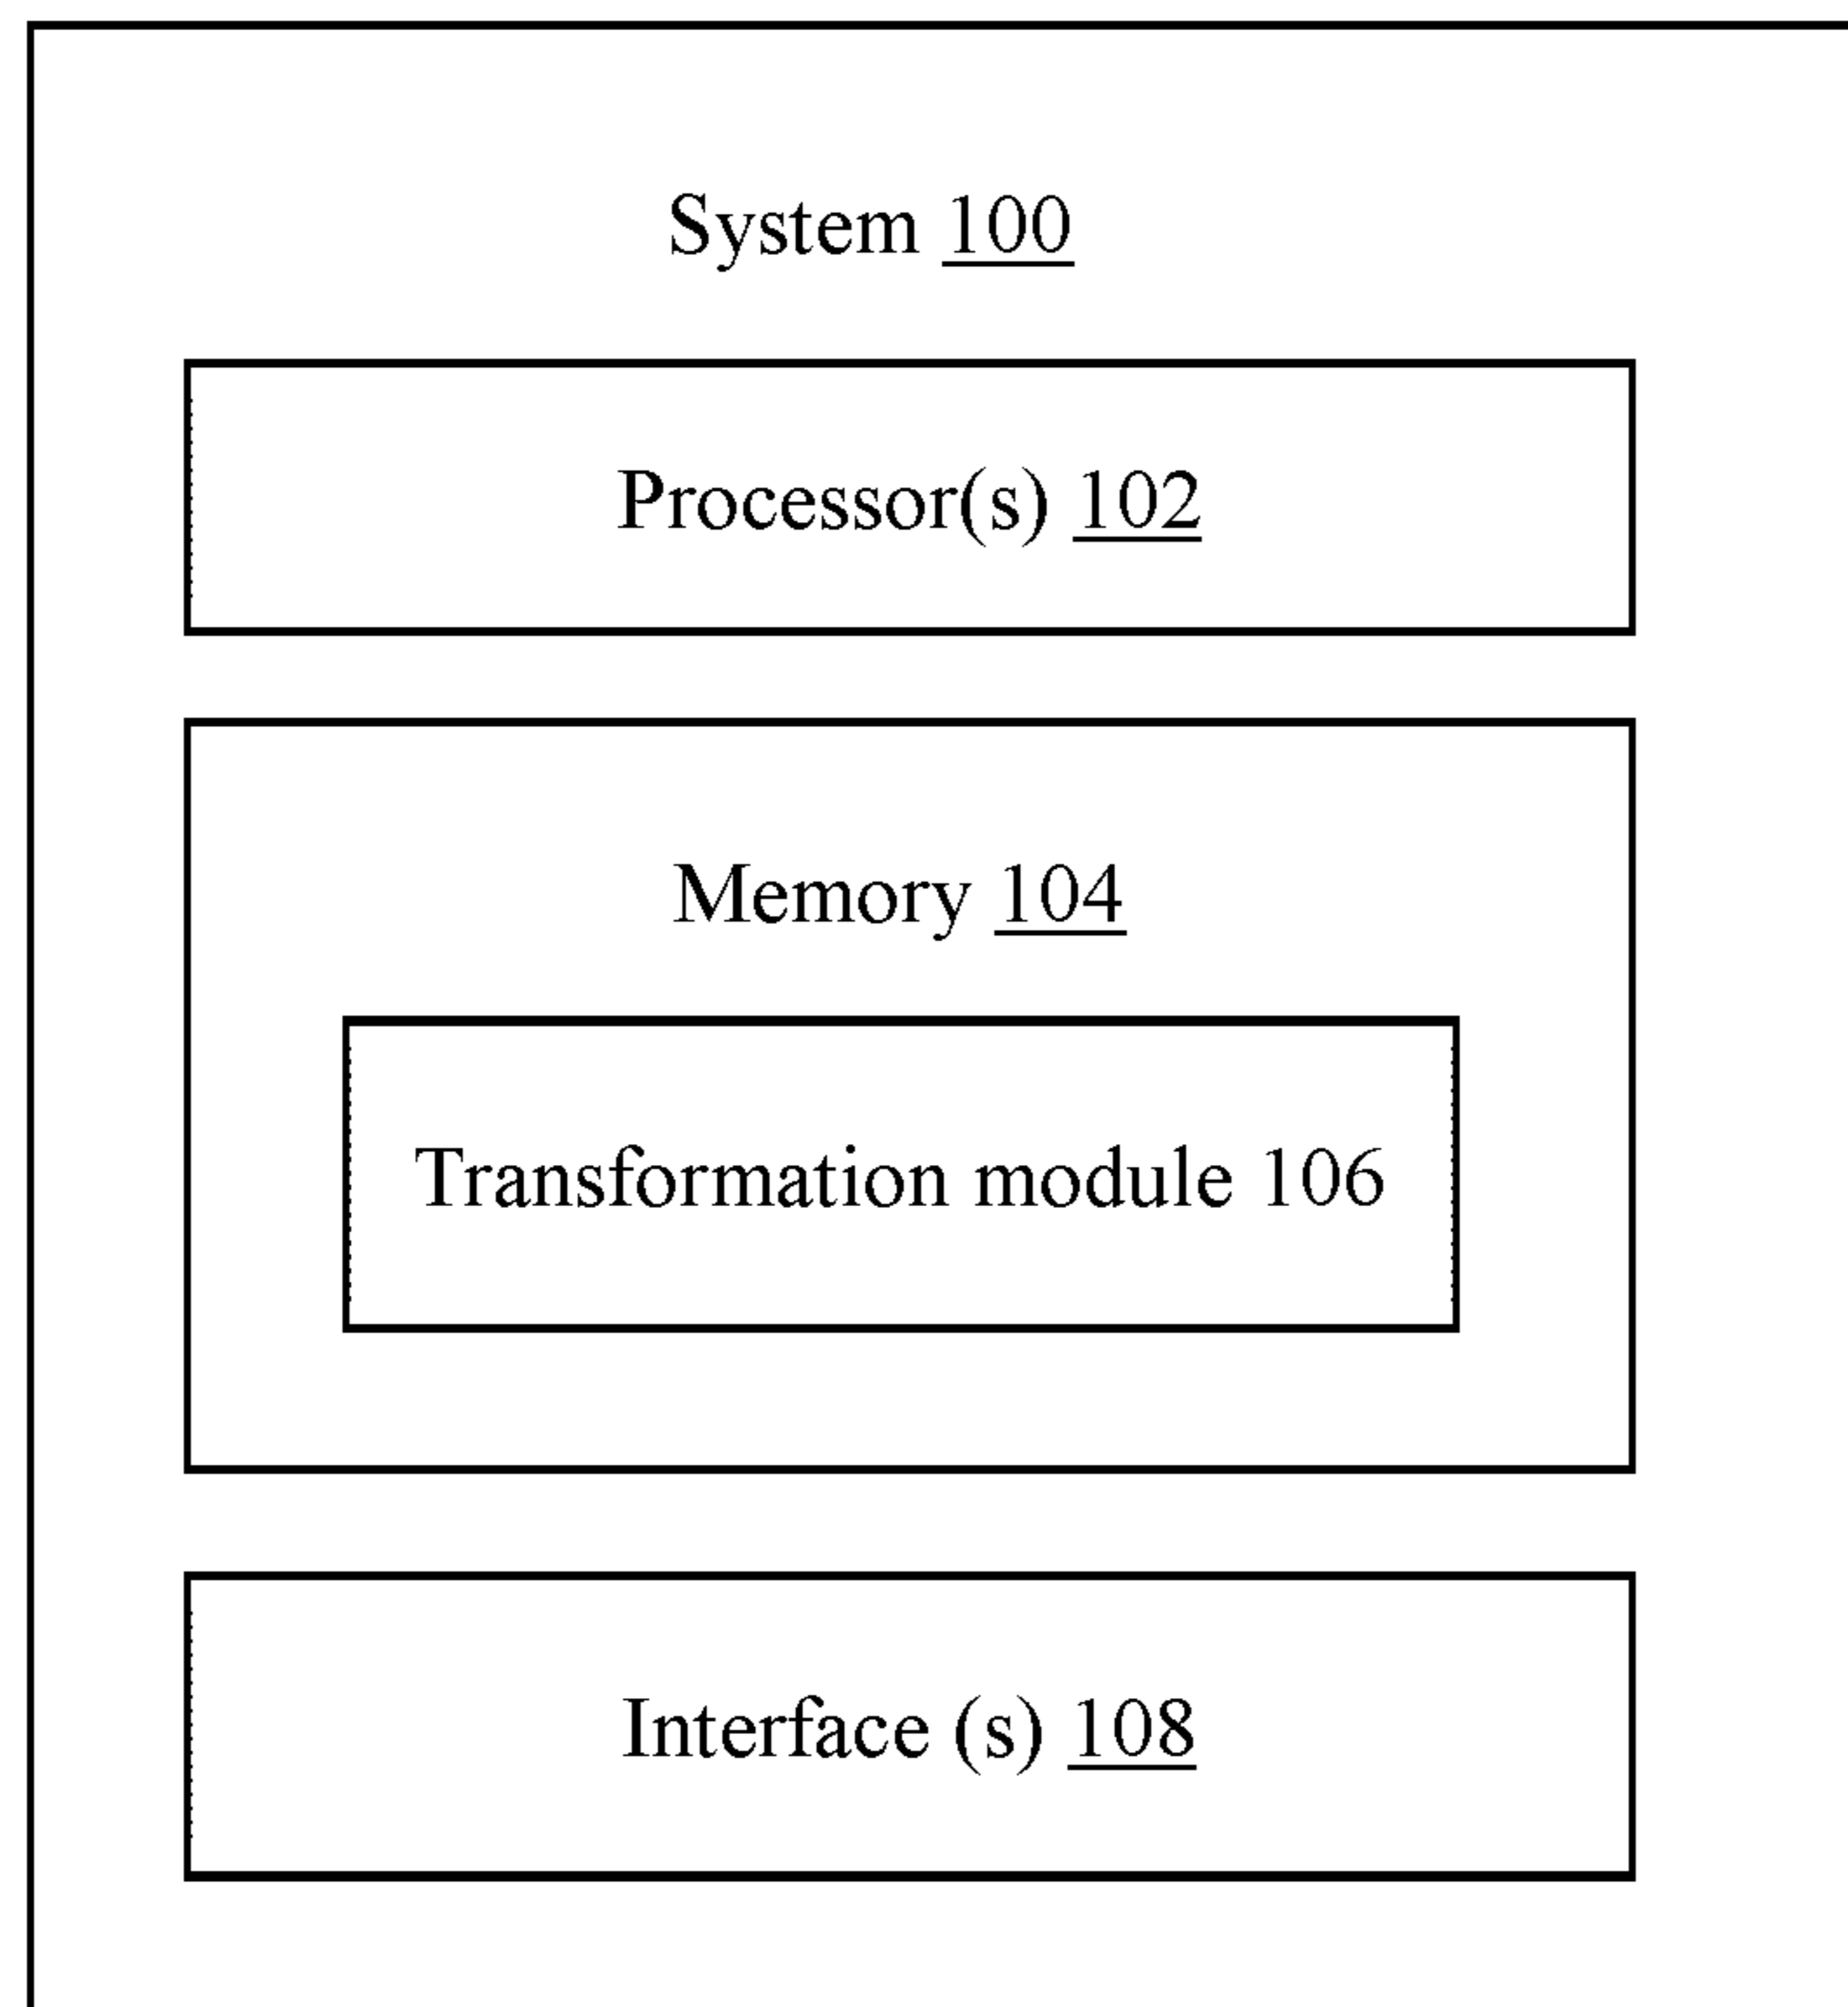 System 100
Processor(s) 102
Memory 104
Transformation module 106
Interface (s) 108